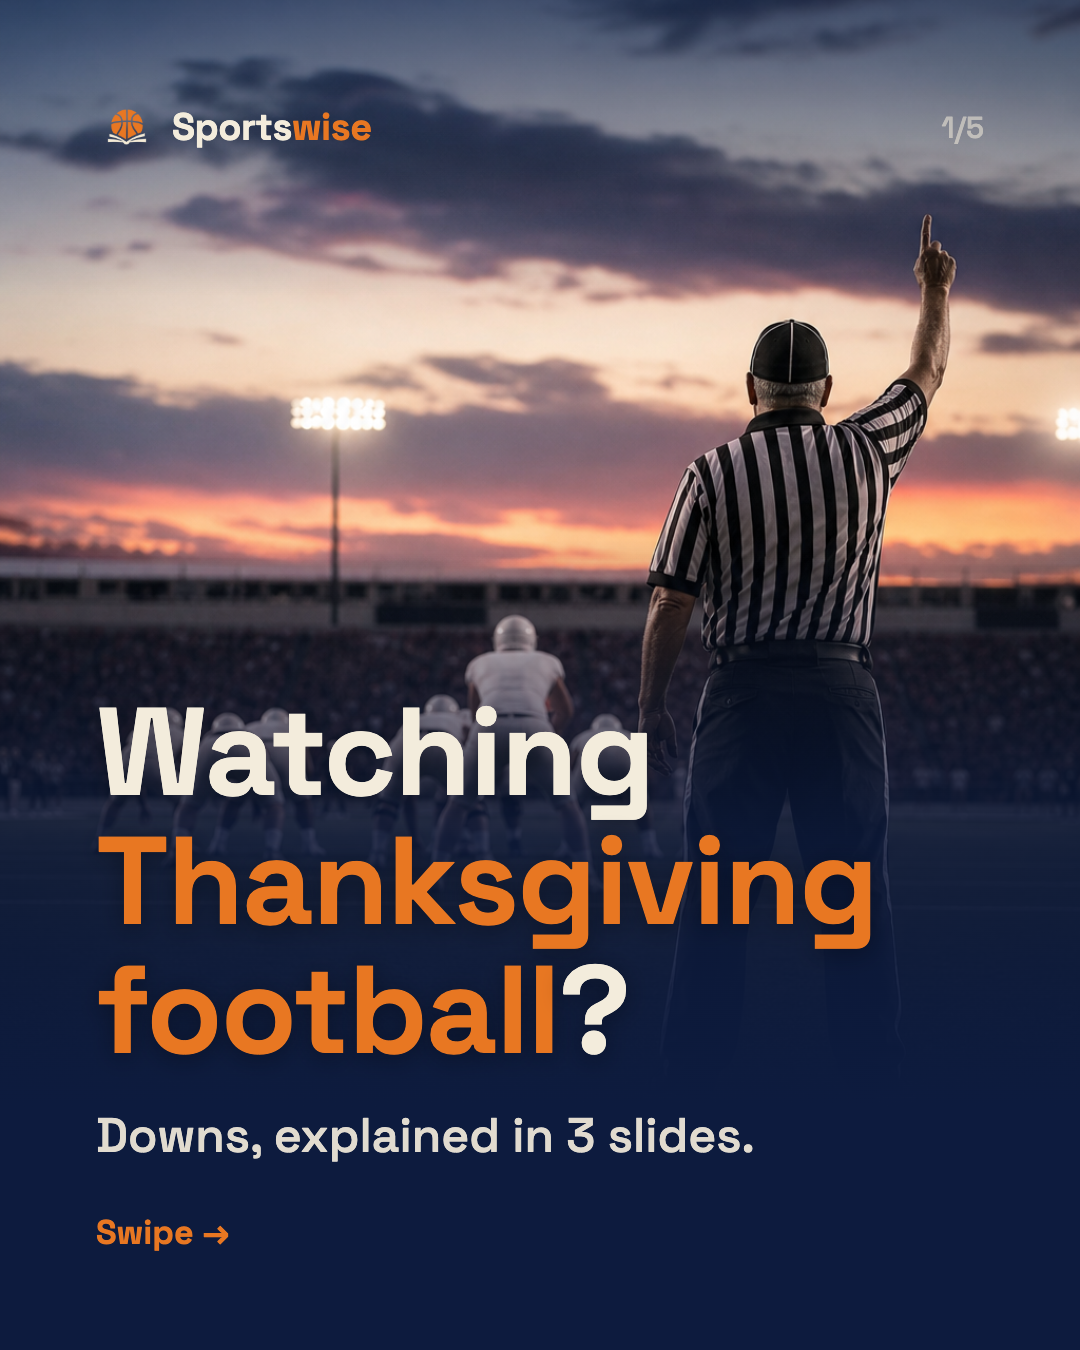 Sportswise
1/5
Watching
Thanksgiving
football?
Downs, explained in 3 slides.
Swipe →